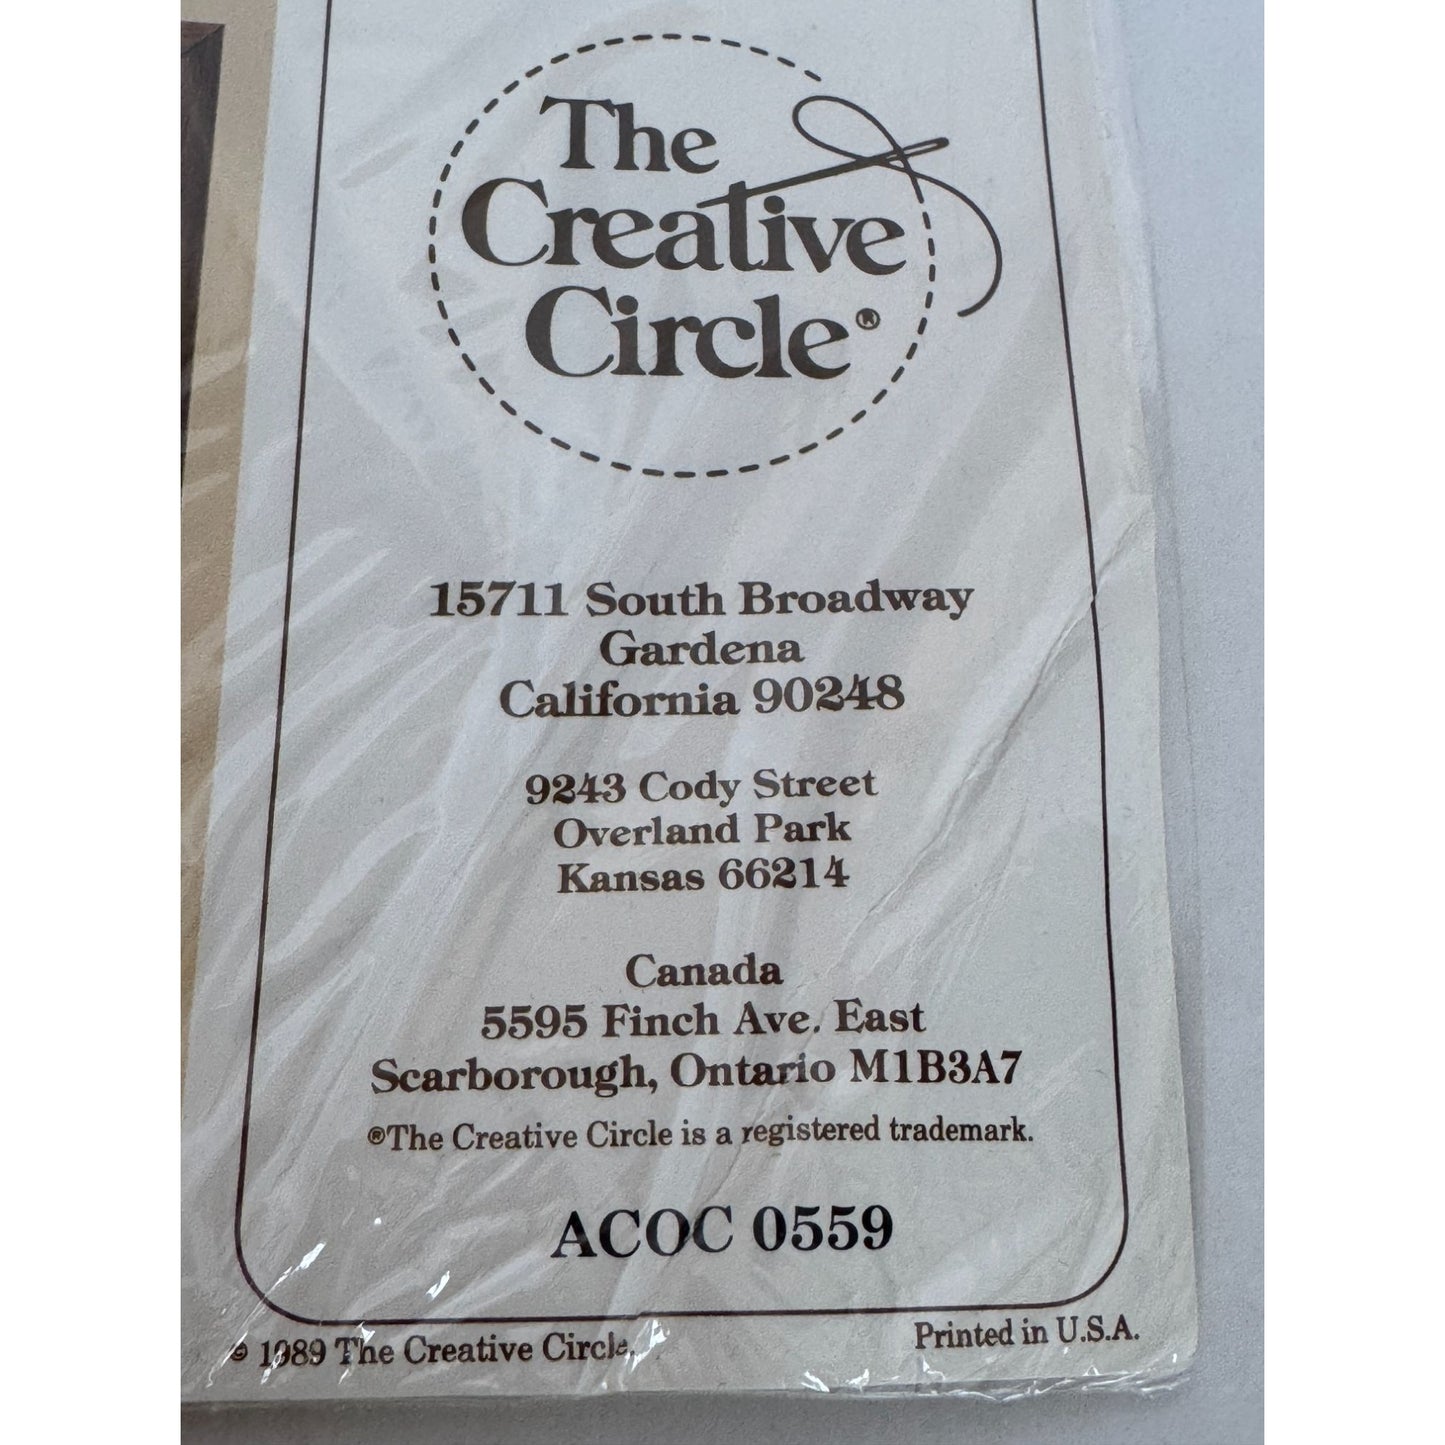 The
Creative
Circle®
15711 South Broadway
Gardena
California 90248
9243 Cody Street
Overland Park
Kansas 66214
Canada
5595 Finch Ave. East
Scarborough, Ontario M1B3A7
®The Creative Circle is a registered trademark.
ACOC 0559
© 1989 The Creative Circle.
Printed in U.S.A.